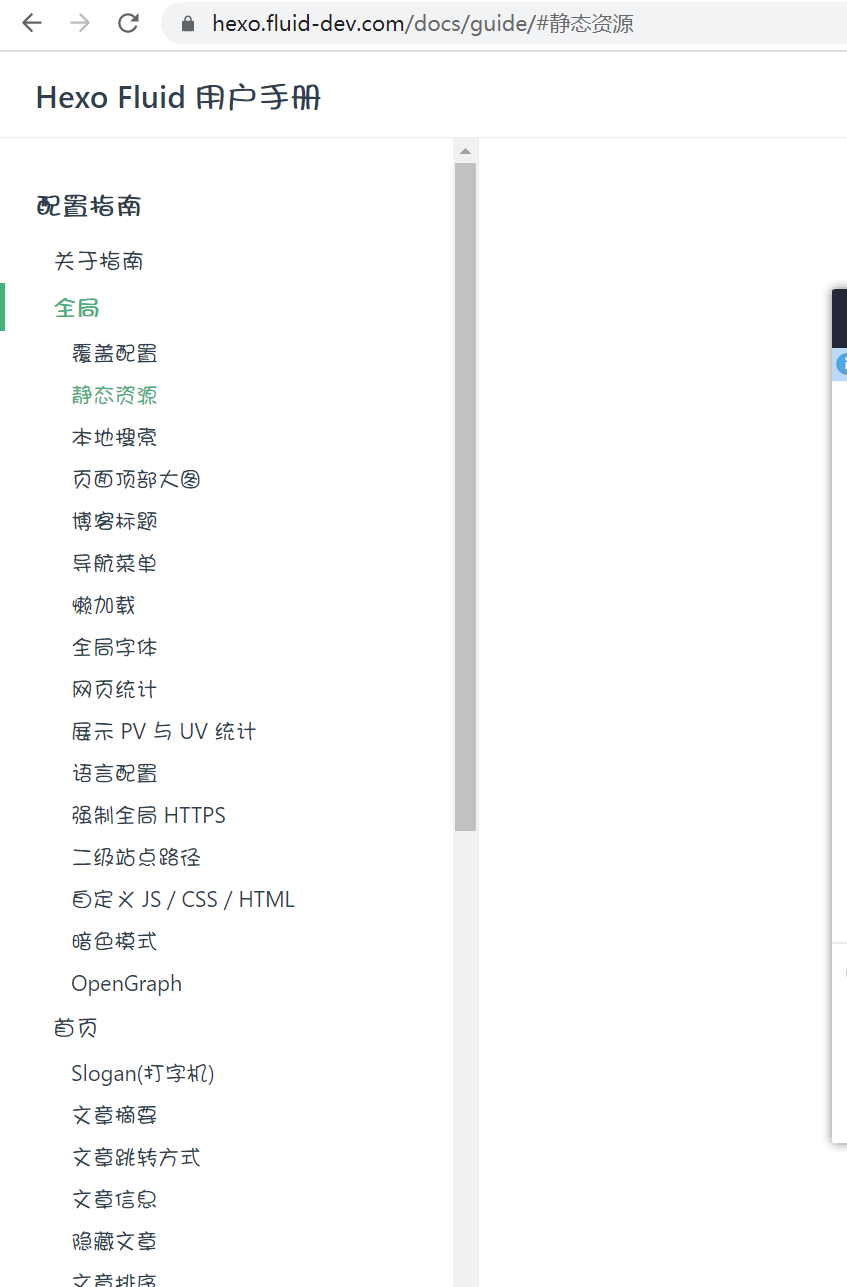 hexo.fluid-dev.com/docs/guide/#静态资源
Hexo Fluid 用户手册
配置指南
关于指南
全局
覆盖配置
静态资源
本地搜索
页面顶部大图
博客标题
导航菜单
懒加载
全局字体
网页统计
展示 PV 与 UV 统计
语言配置
强制全局 HTTPS
二级站点路径
自定义 JS / CSS / HTML
暗色模式
OpenGraph
首页
Slogan(打字机)
文章摘要
文章跳转方式
文章信息
隐藏文章
文章排序